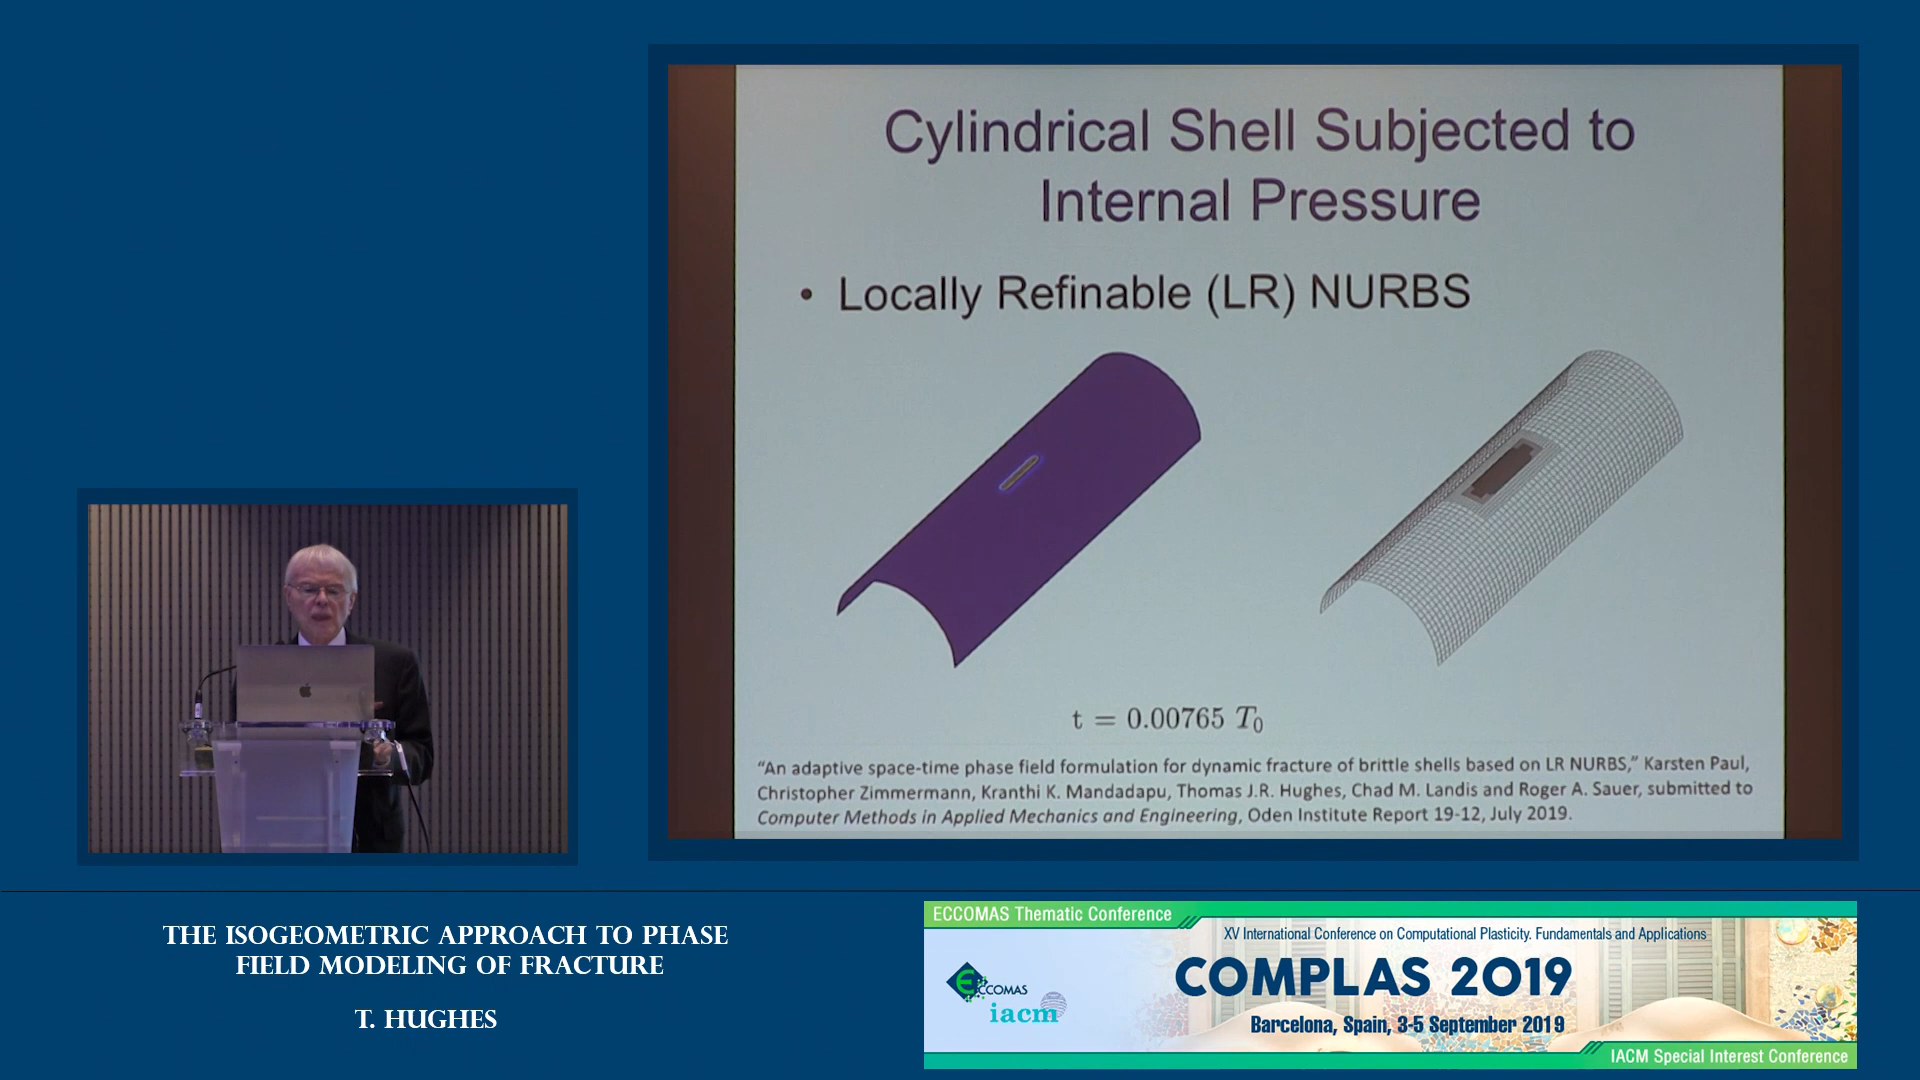 Cylindrical Shell Subjected to
Internal Pressure
• Locally Refinable (LR) NURBS
t = 0.00765 T₀
“An adaptive space-time phase field formulation for dynamic fracture of brittle shells based on LR NURBS,” Karsten Paul,
Christopher Zimmermann, Kranthi K. Mandadapu, Thomas J.R. Hughes, Chad M. Landis and Roger A. Sauer, submitted to
Computer Methods in Applied Mechanics and Engineering, Oden Institute Report 19-12, July 2019.
THE ISOGEOMETRIC APPROACH TO PHASE
FIELD MODELING OF FRACTURE
T. HUGHES
ECCOMAS Thematic Conference
XV International Conference on Computational Plasticity. Fundamentals and Applications
ECCOMAS
iacm
COMPLAS 2019
Barcelona, Spain, 3-5 September 2019
IACM Special Interest Conference